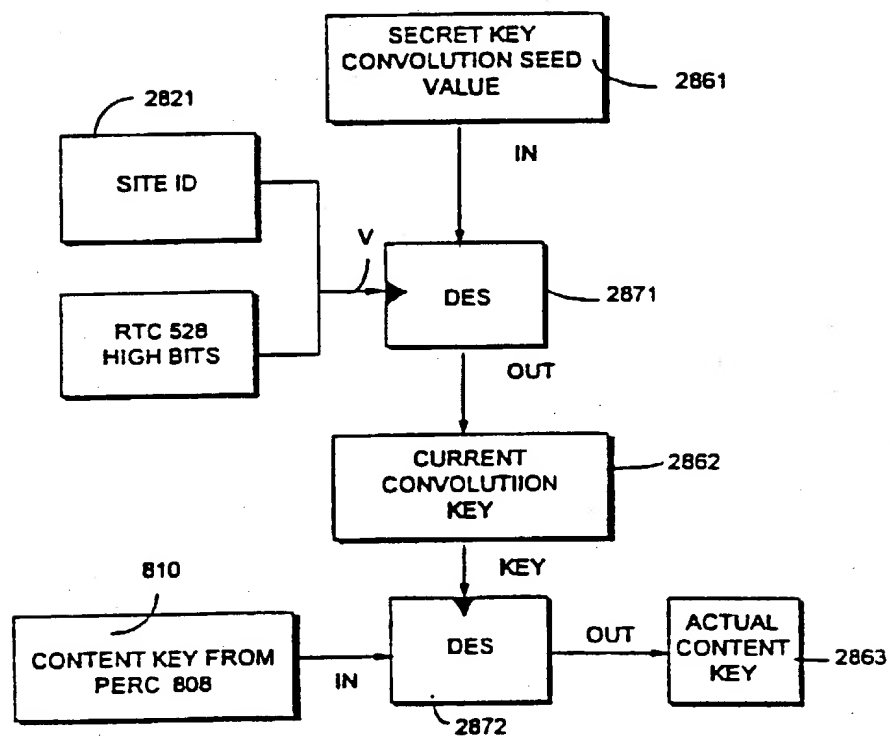 SECRET KEY
CONVOLUTION SEED
VALUE
2861
2821
IN
SITE ID
V
DES
2871
RTC 528
HIGH BITS
OUT
CURRENT
CONVOLUTIION
KEY
2862
KEY
810
CONTENT KEY FROM
PERC 808
IN
DES
OUT
ACTUAL
CONTENT
KEY
2863
2872